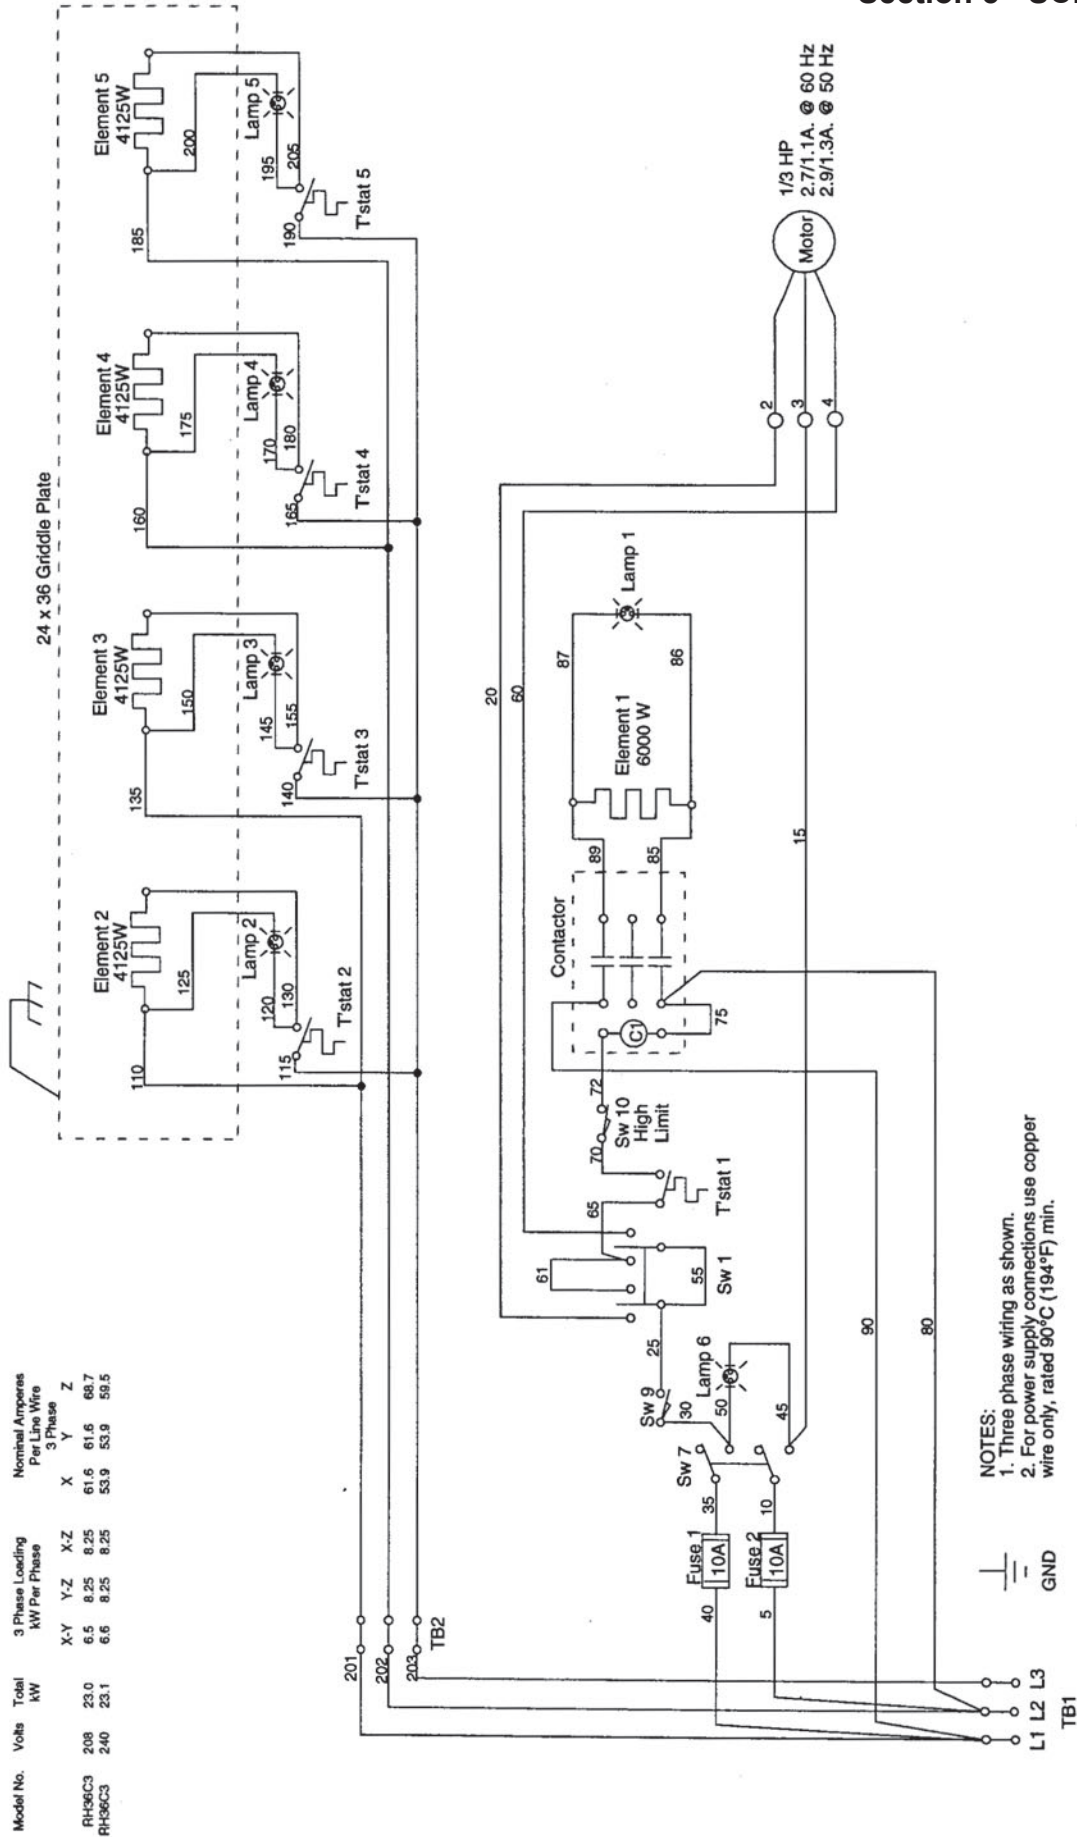 24 x 36 Griddle Plate
Element 2
4125W
Element 3
4125W
Element 4
4125W
Element 5
4125W
110
125
120
130
115
Lamp 2
T'stat 2
135
150
145
155
140
Lamp 3
T'stat 3
160
175
170
180
165
Lamp 4
T'stat 4
185
200
195
205
190
Lamp 5
T'stat 5
Model No.
Volts
Total
kW
3 Phase Loading
kW Per Phase
Nominal Amperes
Per Line Wire
3 Phase
X-Y Y-Z X-Z X Y Z
RH36C3 208 23.0 6.5 8.25 8.25 61.6 61.6 68.7
RH36C3 240 23.1 6.6 8.25 8.25 53.9 53.9 59.5
201
202
203
TB2
20
60
61
65
70
72
Sw 10
High
Limit
Contactor
C1
75
89
85
Element 1
6000 W
87
86
Lamp 1
T'stat 1
Sw 1
55
25
Sw 9
30
Lamp 6
50
45
Sw 7
35
10
Fuse 1
10A
Fuse 2
10A
40
5
90
80
15
2
3
4
Motor
1/3 HP
2.7/1.1A. @ 60 Hz
2.9/1.3A. @ 50 Hz
L1 L2 L3
TB1
GND
NOTES:
1. Three phase wiring as shown.
2. For power supply connections use copper
wire only, rated 90°C (194°F) min.